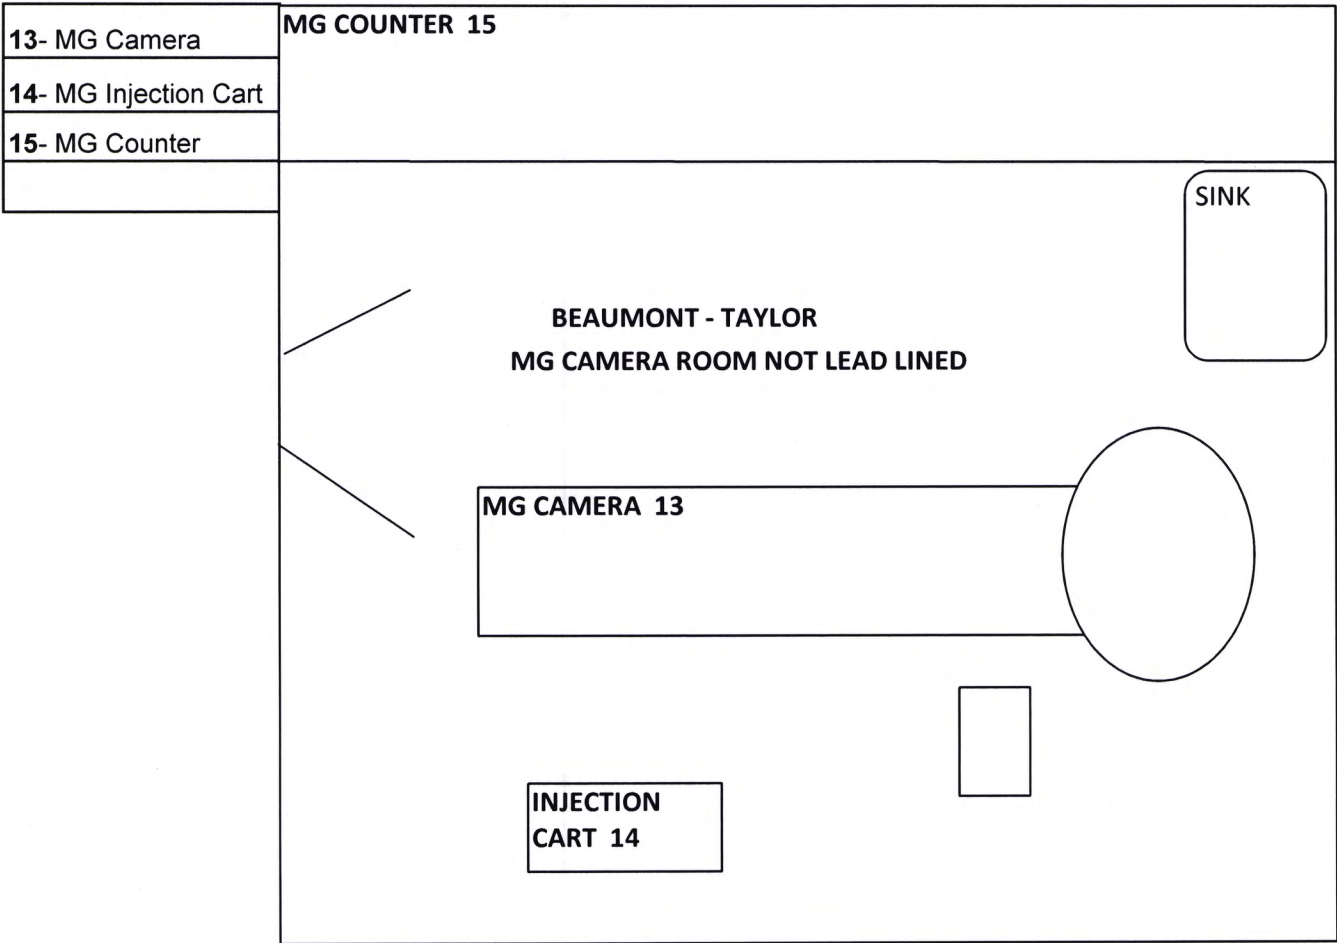 13- MG Camera
14- MG Injection Cart
15- MG Counter
MG COUNTER 15
SINK
BEAUMONT - TAYLOR
MG CAMERA ROOM NOT LEAD LINED
MG CAMERA 13
INJECTION
CART 14